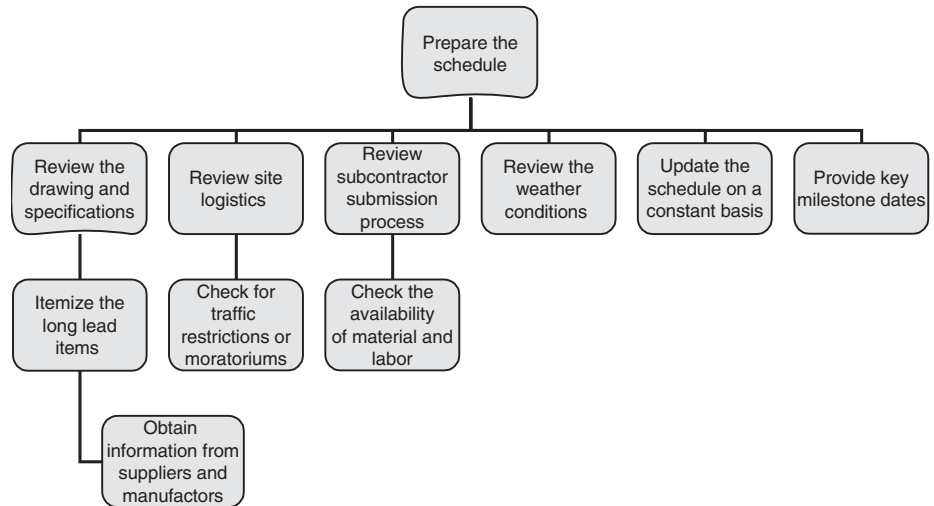 Prepare the
schedule
Review the
drawing and
specifications
Review site
logistics
Review
subcontractor
submission
process
Review the
weather
conditions
Update the
schedule on a
constant basis
Provide key
milestone dates
Itemize the
long lead
items
Check for
traffic
restrictions or
moratoriums
Check the
availability
of material and
labor
Obtain
information from
suppliers and
manufactors